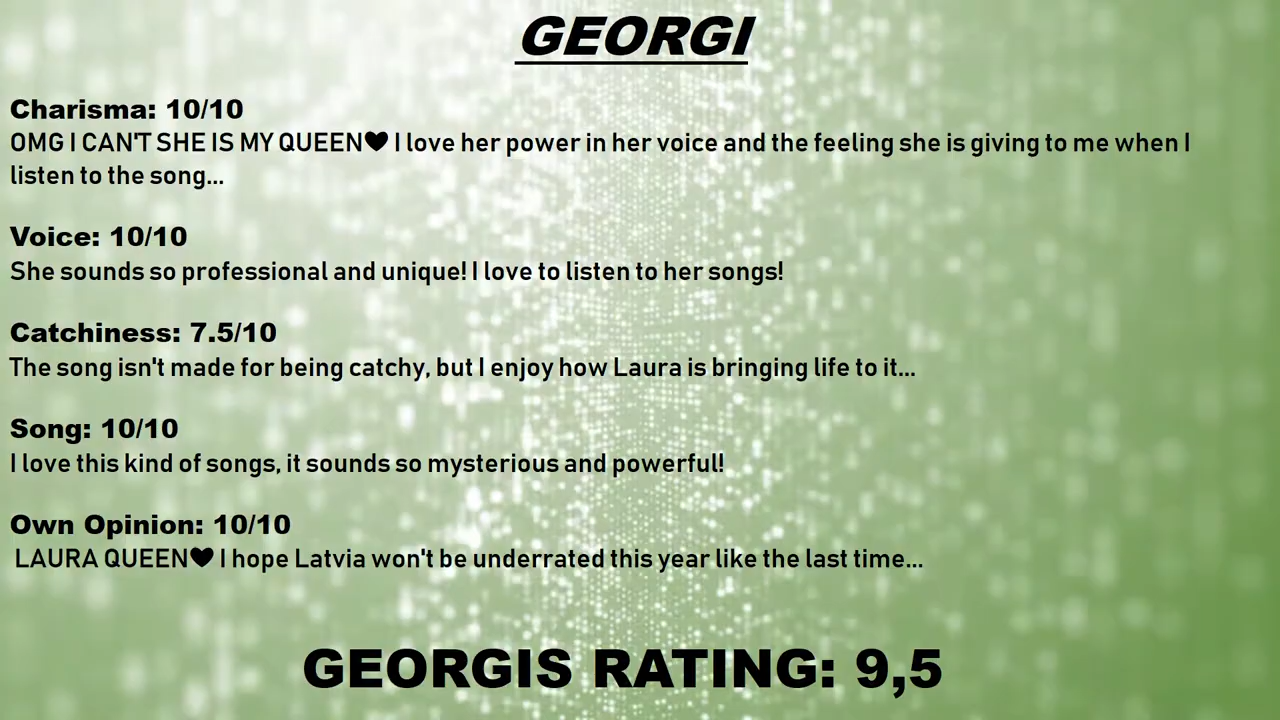 GEORGI
Charisma: 10/10
OMG I CAN'T SHE IS MY QUEEN♥ I love her power in her voice and the feeling she is giving to me when I
listen to the song...
Voice: 10/10
She sounds so professional and unique! I love to listen to her songs!
Catchiness: 7.5/10
The song isn't made for being catchy, but I enjoy how Laura is bringing life to it...
Song: 10/10
I love this kind of songs, it sounds so mysterious and powerful!
Own Opinion: 10/10
LAURA QUEEN♥ I hope Latvia won't be underrated this year like the last time...
GEORGIS RATING: 9,5